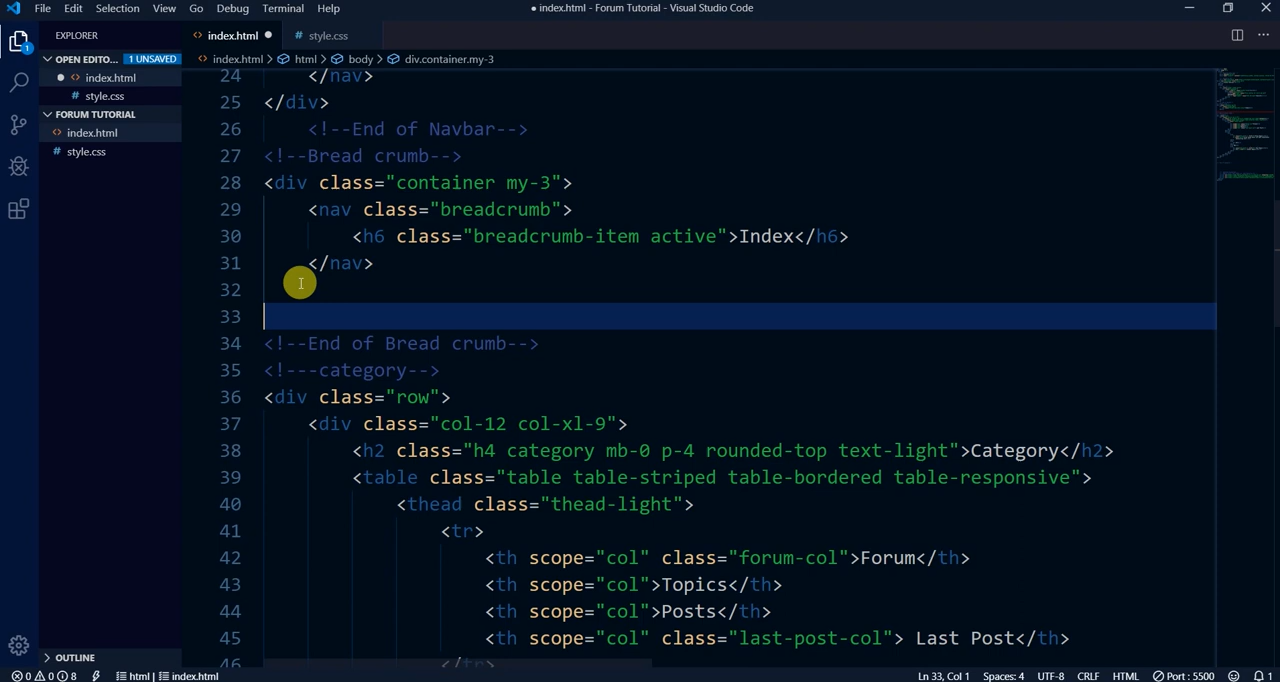 File Edit Selection View Go Debug Terminal Help
● index.html - Forum Tutorial - Visual Studio Code
EXPLORER
OPEN EDITO... 1 UNSAVED
index.html
# style.css
FORUM TUTORIAL
<> index.html
# style.css
OUTLINE
<> index.html ● # style.css
<> index.html > html > body > div.container.my-3
24 </nav>
25 </div>
26 <!--End of Navbar-->
27 <!--Bread crumb-->
28 <div class="container my-3">
29 <nav class="breadcrumb">
30 <h6 class="breadcrumb-item active">Index</h6>
31 </nav>
32
33
34 <!--End of Bread crumb-->
35 <!---category-->
36 <div class="row">
37 <div class="col-12 col-xl-9">
38 <h2 class="h4 category mb-0 p-4 rounded-top text-light">Category</h2>
39 <table class="table table-striped table-bordered table-responsive">
40 <thead class="thead-light">
41 <tr>
42 <th scope="col" class="forum-col">Forum</th>
43 <th scope="col">Topics</th>
44 <th scope="col">Posts</th>
45 <th scope="col" class="last-post-col"> Last Post</th>
46 </tr>
0 0 8 html | index.html Ln 33, Col 1 Spaces: 4 UTF-8 CRLF HTML Port : 5500 1